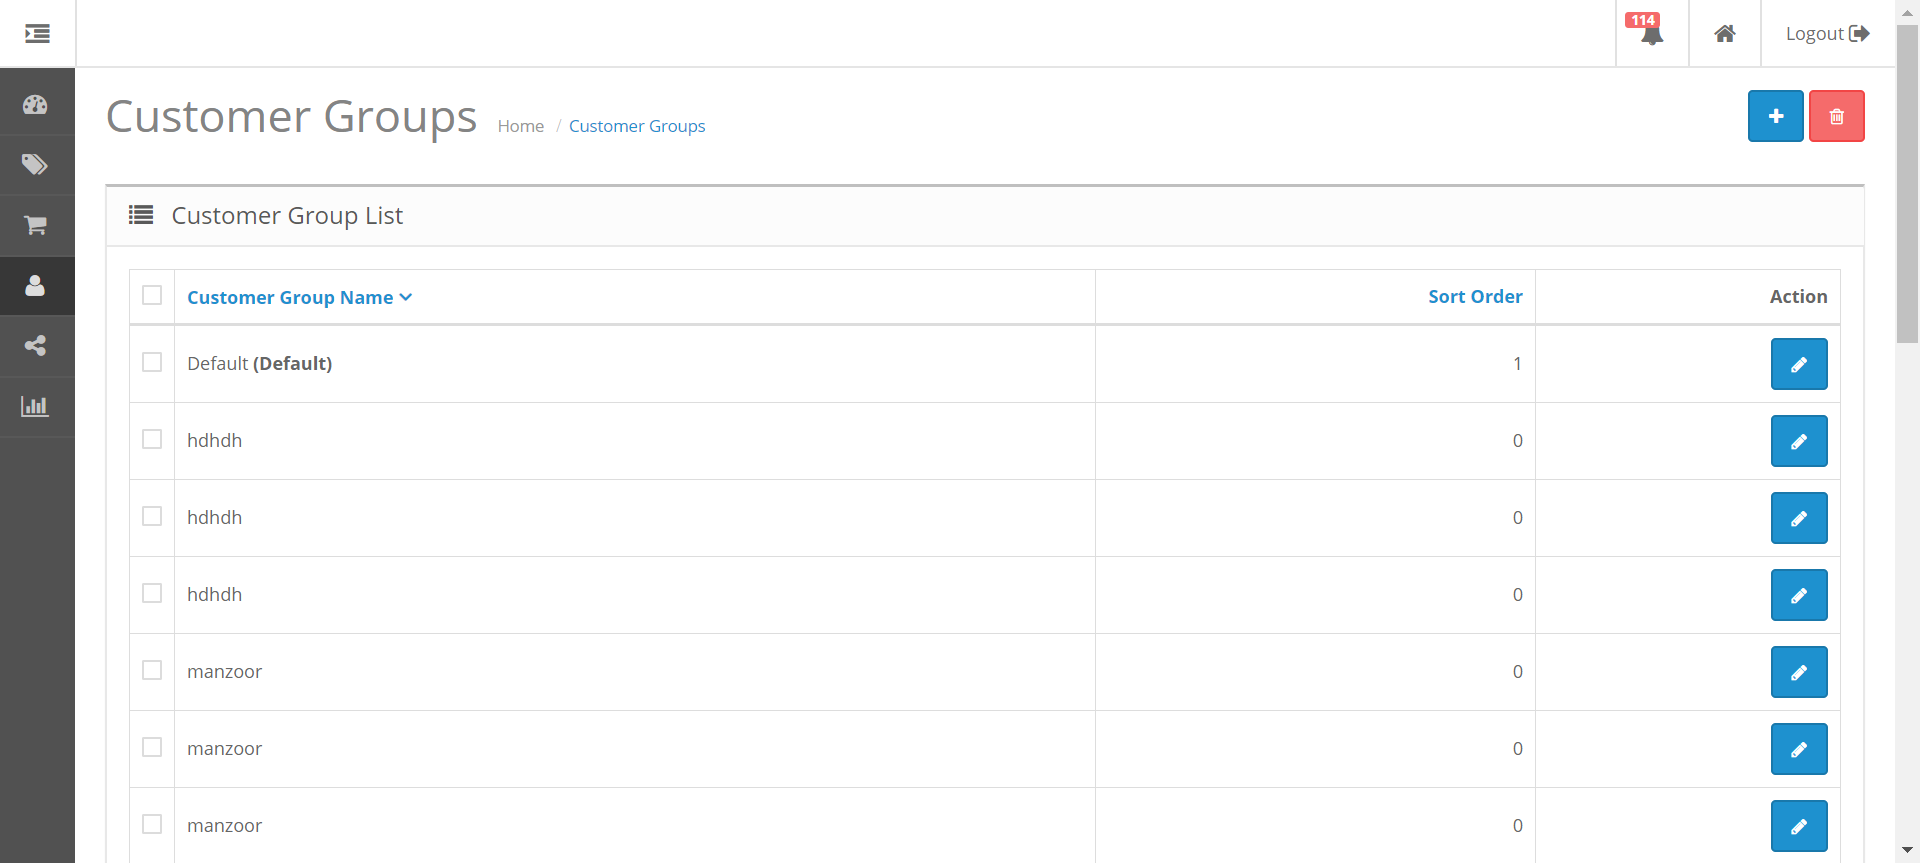 114
Logout
Customer Groups
Home / Customer Groups
Customer Group List
Customer Group Name Sort Order Action
Default (Default) 1
hdhdh 0
hdhdh 0
hdhdh 0
manzoor 0
manzoor 0
manzoor 0